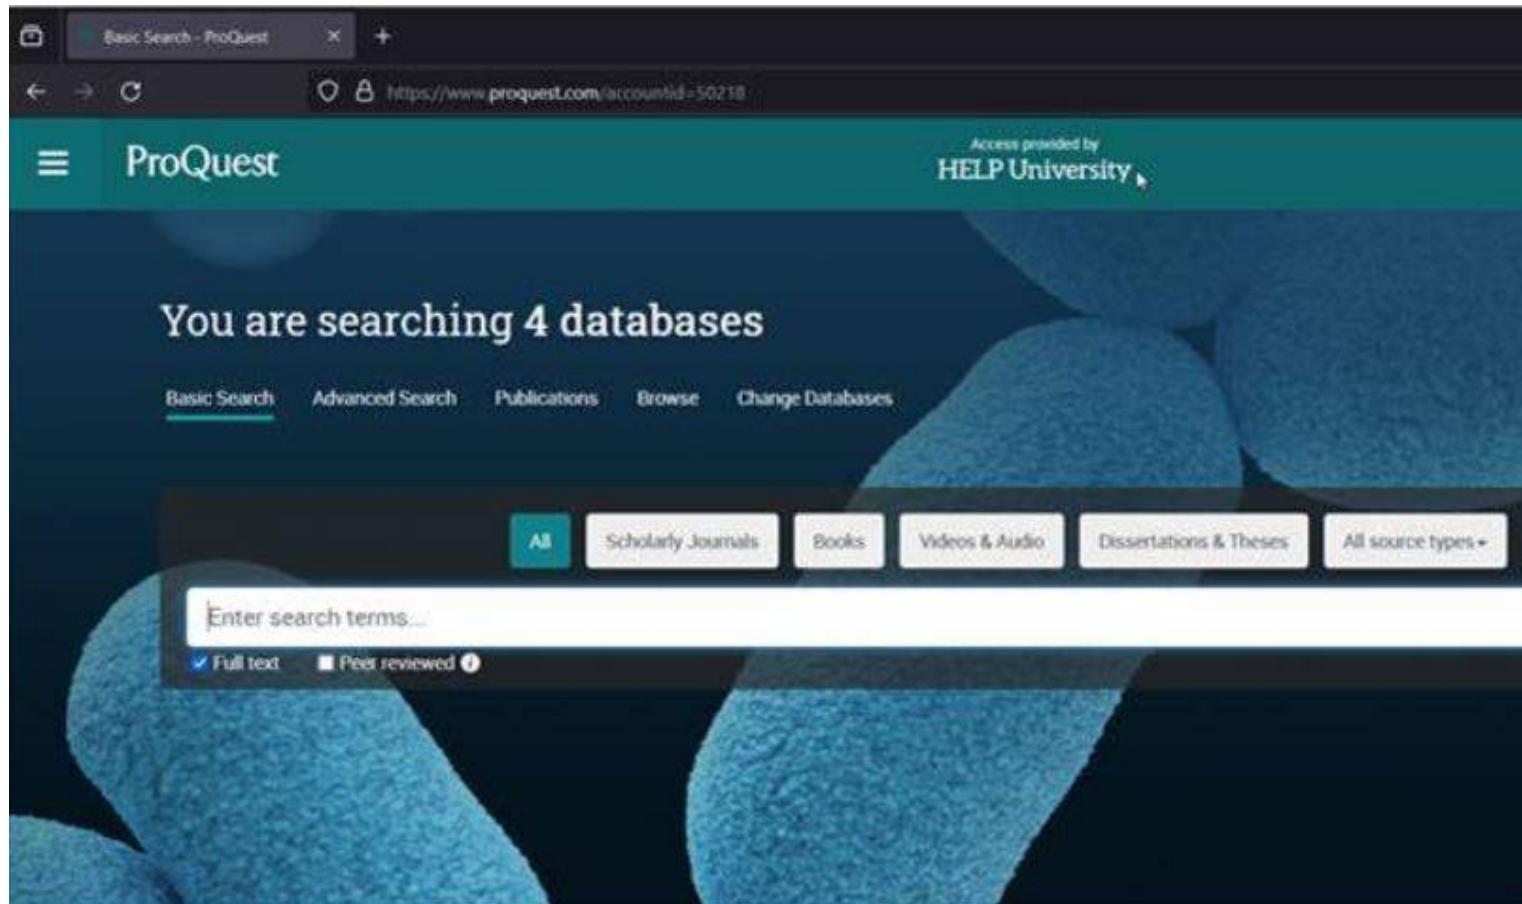 Basic Search - ProQuest
https://www.proquest.com/accountid=50218
ProQuest
Access provided by
HELP University
You are searching 4 databases
Basic Search Advanced Search Publications Browse Change Databases
All Scholarly Journals Books Videos & Audio Dissertations & Theses All source types
Enter search terms...
Full text Peer reviewed